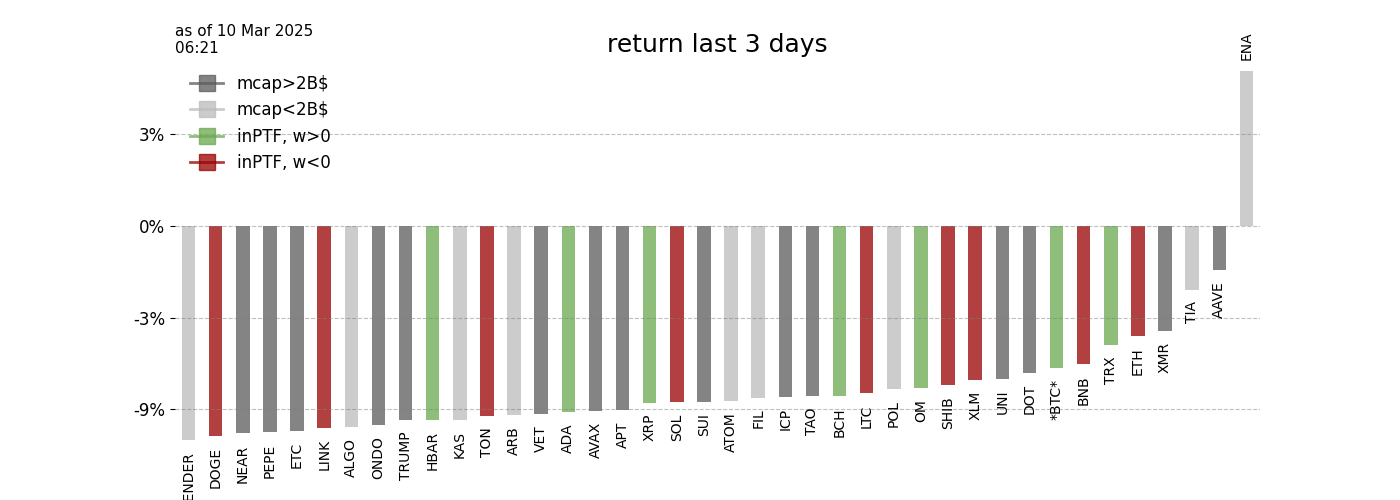 as of 10 Mar 2025
06:21
return last 3 days
mcap>2B$
mcap<2B$
inPTF, w>0
inPTF, w<0
3%
0%
-3%
-9%
ENDER
DOGE
NEAR
PEPE
ETC
LINK
ALGO
ONDO
TRUMP
HBAR
KAS
TON
ARB
VET
ADA
AVAX
APT
XRP
SOL
SUI
ATOM
FIL
ICP
TAO
BCH
LTC
POL
OM
SHIB
XLM
UNI
DOT
*BTC*
BNB
TRX
ETH
XMR
TIA
AAVE
ENA